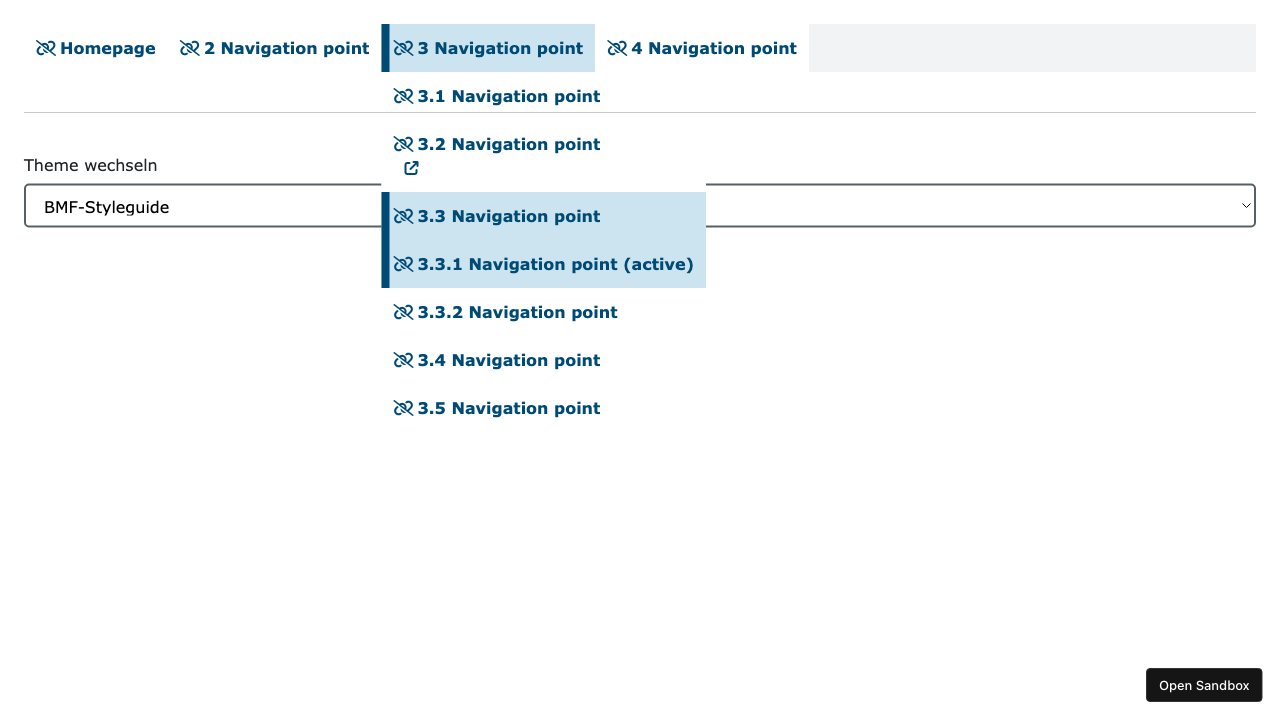 Homepage 2 Navigation point 3 Navigation point 4 Navigation point
3.1 Navigation point
3.2 Navigation point
Theme wechseln
BMF-Styleguide
3.3 Navigation point
3.3.1 Navigation point (active)
3.3.2 Navigation point
3.4 Navigation point
3.5 Navigation point
Open Sandbox